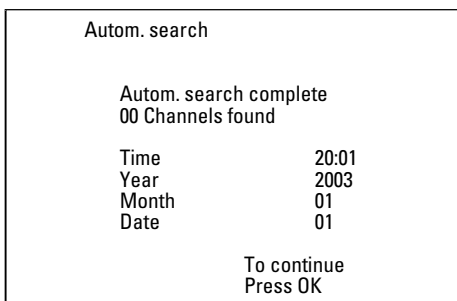 Autom. search
Autom. search complete
00 Channels found
Time 20:01
Year 2003
Month 01
Date 01
To continue
Press OK